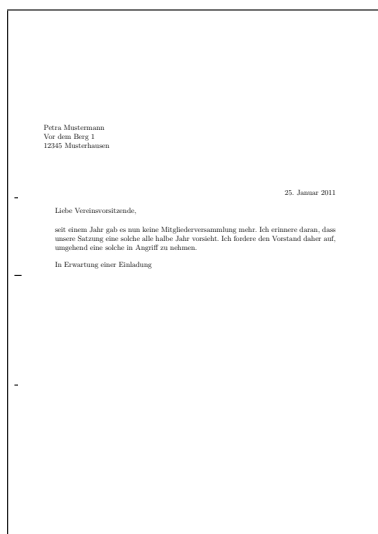 Petra Mustermann
Vor dem Berg 1
12345 Musterhausen
25. Januar 2011
Liebe Vereinsvorsitzende,
seit einem Jahr gab es nun keine Mitgliederversammlung mehr. Ich erinnere daran, dass
unsere Satzung eine solche alle halbe Jahr vorsieht. Ich fordere den Vorstand daher auf,
umgehend eine solche in Angriff zu nehmen.
In Erwartung einer Einladung